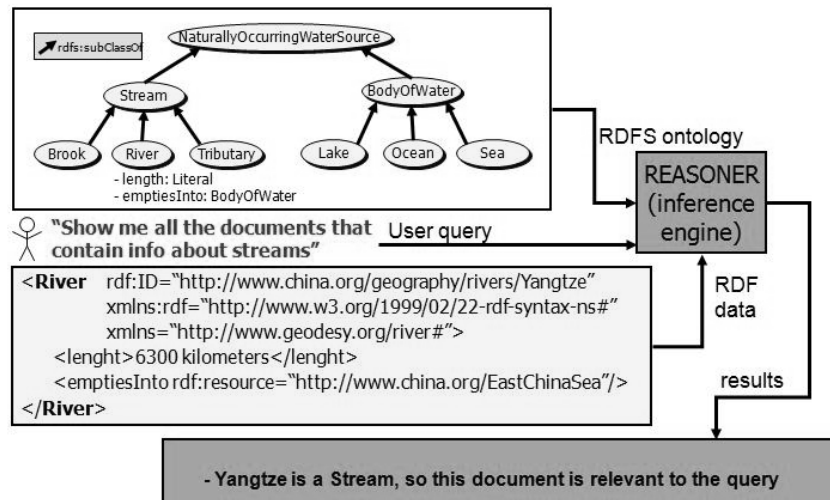 NaturallyOccurringWaterSource
rdfs:subClassOf
Stream
BodyOfWater
Brook
River
Tributary
Lake
Ocean
Sea
- length: Literal
- emptiesInto: BodyOfWater
RDFS ontology
REASONER
(inference
engine)
“Show me all the documents that
contain info about streams”
User query
<River rdf:ID=“http://www.china.org/geography/rivers/Yangtze”
xmlns:rdf=“http://www.w3.org/1999/02/22-rdf-syntax-ns#”
xmlns=“http://www.geodesy.org/river#”>
<lenght>6300 kilometers</lenght>
<emptiesInto rdf:resource=“http://www.china.org/EastChinaSea”/>
</River>
RDF
data
results
- Yangtze is a Stream, so this document is relevant to the query